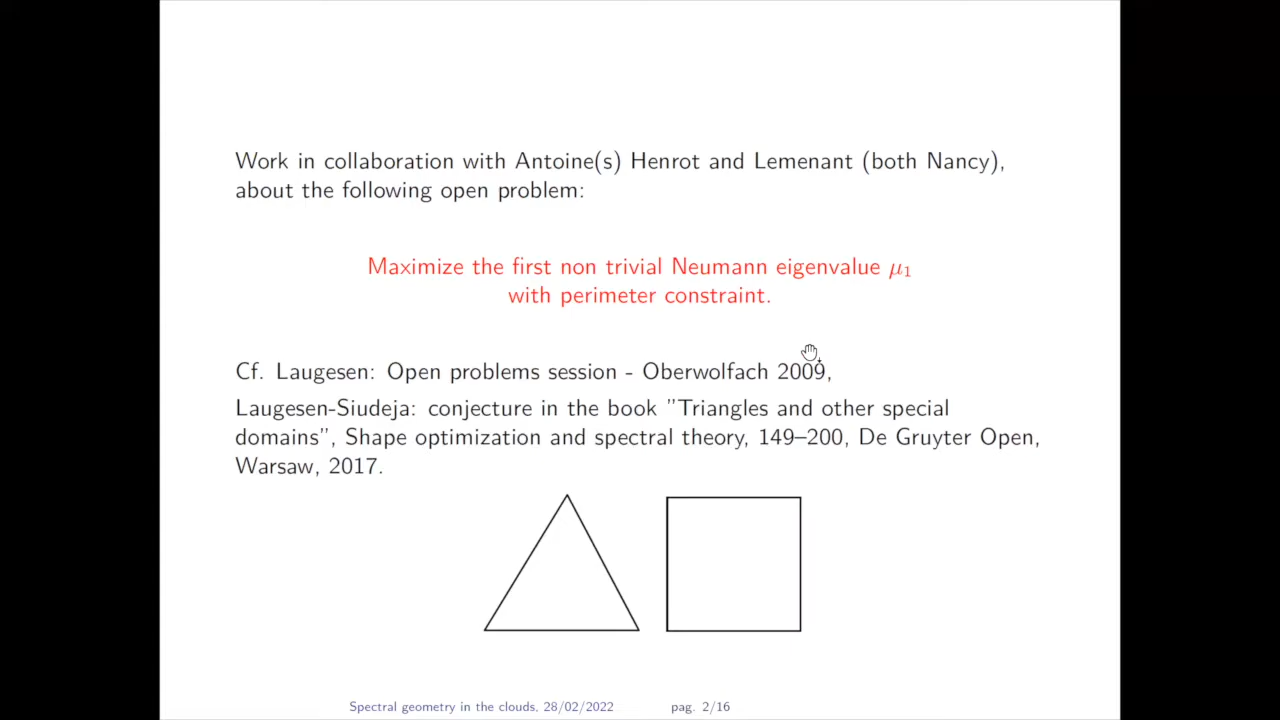 Work in collaboration with Antoine(s) Henrot and Lemenant (both Nancy),
about the following open problem:
Maximize the first non trivial Neumann eigenvalue μ₁
with perimeter constraint.
Cf. Laugesen: Open problems session - Oberwolfach 2009,
Laugesen-Siudeja: conjecture in the book ”Triangles and other special
domains”, Shape optimization and spectral theory, 149–200, De Gruyter Open,
Warsaw, 2017.
Spectral geometry in the clouds, 28/02/2022 pag. 2/16